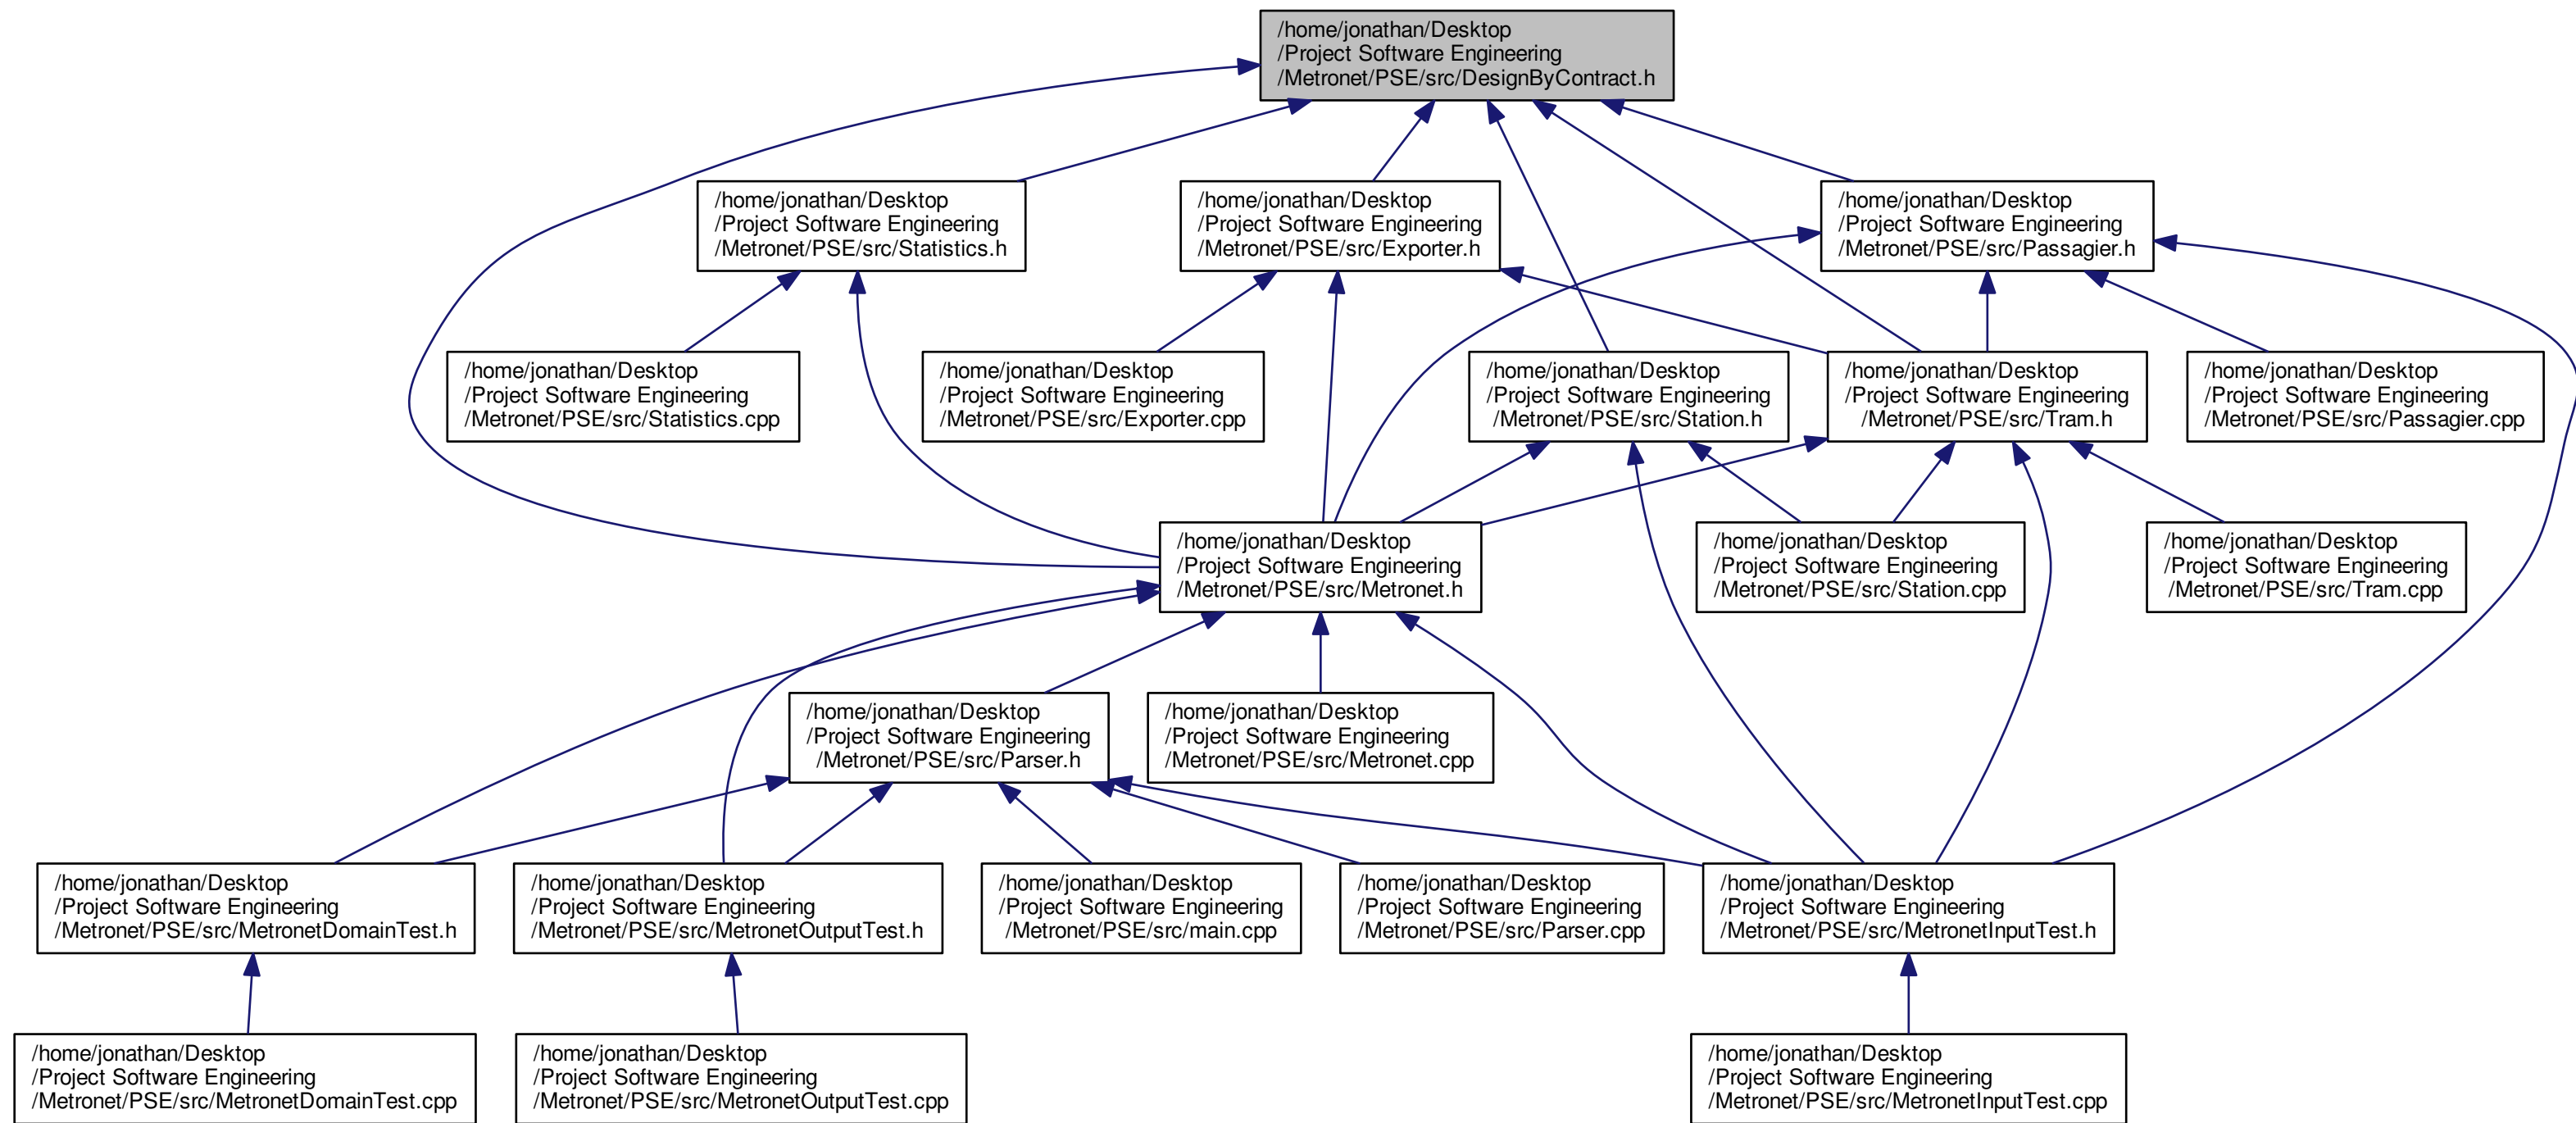 /home/jonathan/Desktop
/Project Software Engineering
/Metronet/PSE/src/DesignByContract.h
/home/jonathan/Desktop
/Project Software Engineering
/Metronet/PSE/src/Statistics.h
/home/jonathan/Desktop
/Project Software Engineering
/Metronet/PSE/src/Exporter.h
/home/jonathan/Desktop
/Project Software Engineering
/Metronet/PSE/src/Passagier.h
/home/jonathan/Desktop
/Project Software Engineering
/Metronet/PSE/src/Statistics.cpp
/home/jonathan/Desktop
/Project Software Engineering
/Metronet/PSE/src/Exporter.cpp
/home/jonathan/Desktop
/Project Software Engineering
/Metronet/PSE/src/Station.h
/home/jonathan/Desktop
/Project Software Engineering
/Metronet/PSE/src/Tram.h
/home/jonathan/Desktop
/Project Software Engineering
/Metronet/PSE/src/Passagier.cpp
/home/jonathan/Desktop
/Project Software Engineering
/Metronet/PSE/src/Metronet.h
/home/jonathan/Desktop
/Project Software Engineering
/Metronet/PSE/src/Station.cpp
/home/jonathan/Desktop
/Project Software Engineering
/Metronet/PSE/src/Tram.cpp
/home/jonathan/Desktop
/Project Software Engineering
/Metronet/PSE/src/Parser.h
/home/jonathan/Desktop
/Project Software Engineering
/Metronet/PSE/src/Metronet.cpp
/home/jonathan/Desktop
/Project Software Engineering
/Metronet/PSE/src/MetronetDomainTest.h
/home/jonathan/Desktop
/Project Software Engineering
/Metronet/PSE/src/MetronetOutputTest.h
/home/jonathan/Desktop
/Project Software Engineering
/Metronet/PSE/src/main.cpp
/home/jonathan/Desktop
/Project Software Engineering
/Metronet/PSE/src/Parser.cpp
/home/jonathan/Desktop
/Project Software Engineering
/Metronet/PSE/src/MetronetInputTest.h
/home/jonathan/Desktop
/Project Software Engineering
/Metronet/PSE/src/MetronetDomainTest.cpp
/home/jonathan/Desktop
/Project Software Engineering
/Metronet/PSE/src/MetronetOutputTest.cpp
/home/jonathan/Desktop
/Project Software Engineering
/Metronet/PSE/src/MetronetInputTest.cpp